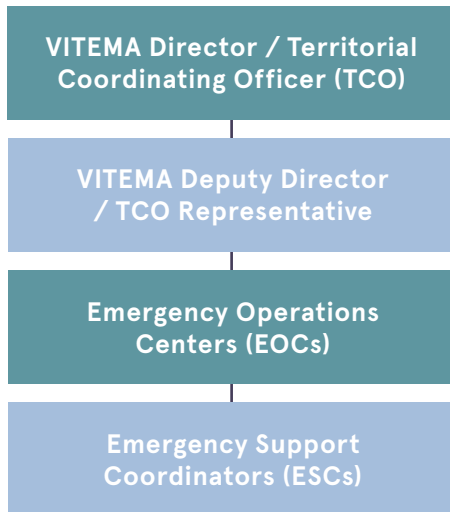 VITEMA Director / Territorial
Coordinating Officer (TCO)
VITEMA Deputy Director
/ TCO Representative
Emergency Operations
Centers (EOCs)
Emergency Support
Coordinators (ESCs)